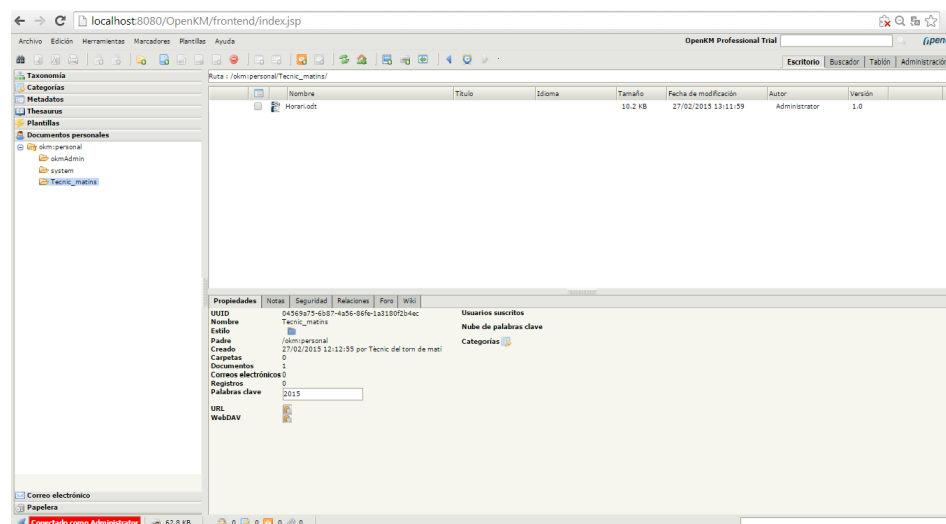 localhost:8080/OpenKM/frontend/index.jsp
Archivo Edición Herramientas Marcadores Plantillas Ayuda
OpenKM Professional Trial
Escritorio Buscador Tablón Administración
Taxonomía
Categorías
Metadatos
Thesaurus
Plantillas
Documentos personales
okm:personal
okmAdmin
system
Tecnic_matins
Correo electrónico
Papelera
Ruta : /okm:personal/Tecnic_matins/
Nombre Título Idioma Tamaño Fecha de modificación Autor Versión
Horari.odt 10.2 KB 27/02/2015 13:11:59 Administrator 1.0
Propiedades Notas Seguridad Relaciones Foro Wiki
UUID 04569a75-6b87-4a56-86fe-1a3180f2b4ec
Nombre Tecnic_matins
Estilo
Padre /okm:personal
Creado 27/02/2015 12:12:55 por Tècnic del torn de matí
Carpetas 0
Documentos 1
Correos electrónicos 0
Registros 0
Palabras clave 2015
URL
WebDAV
Usuarios suscritos
Nube de palabras clave
Categorías
Conectado como Administrator 62.8 KB 0 0 0 0